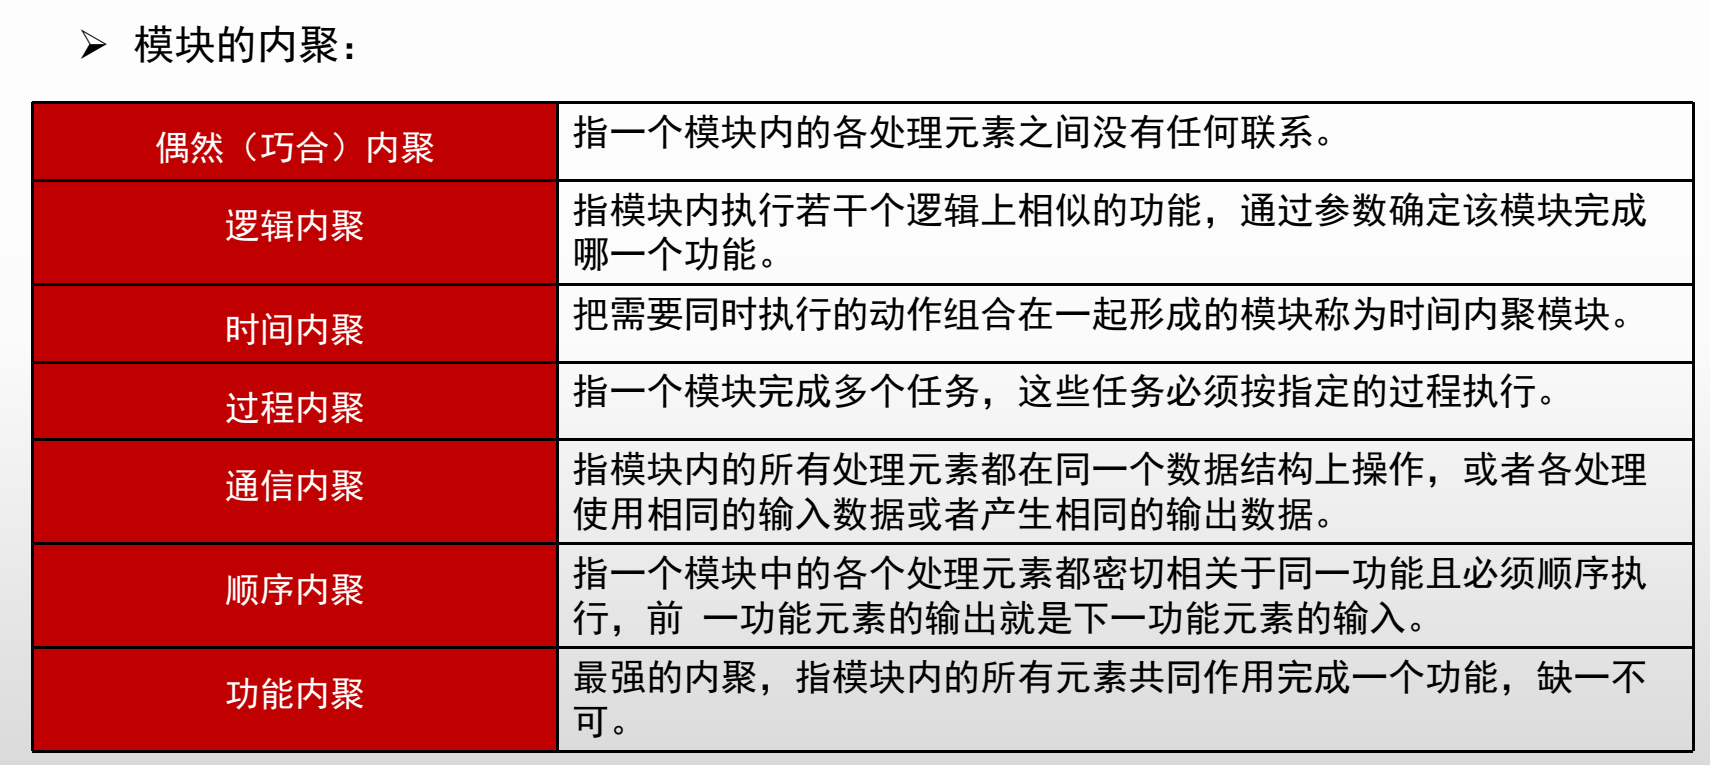 ➢ 模块的内聚：
偶然（巧合）内聚
指一个模块内的各处理元素之间没有任何联系。
逻辑内聚
指模块内执行若干个逻辑上相似的功能，通过参数确定该模块完成
哪一个功能。
时间内聚
把需要同时执行的动作组合在一起形成的模块称为时间内聚模块。
过程内聚
指一个模块完成多个任务，这些任务必须按指定的过程执行。
通信内聚
指模块内的所有处理元素都在同一个数据结构上操作，或者各处理
使用相同的输入数据或者产生相同的输出数据。
顺序内聚
指一个模块中的各个处理元素都密切相关于同一功能且必须顺序执
行，前 一功能元素的输出就是下一功能元素的输入。
功能内聚
最强的内聚，指模块内的所有元素共同作用完成一个功能，缺一不
可。